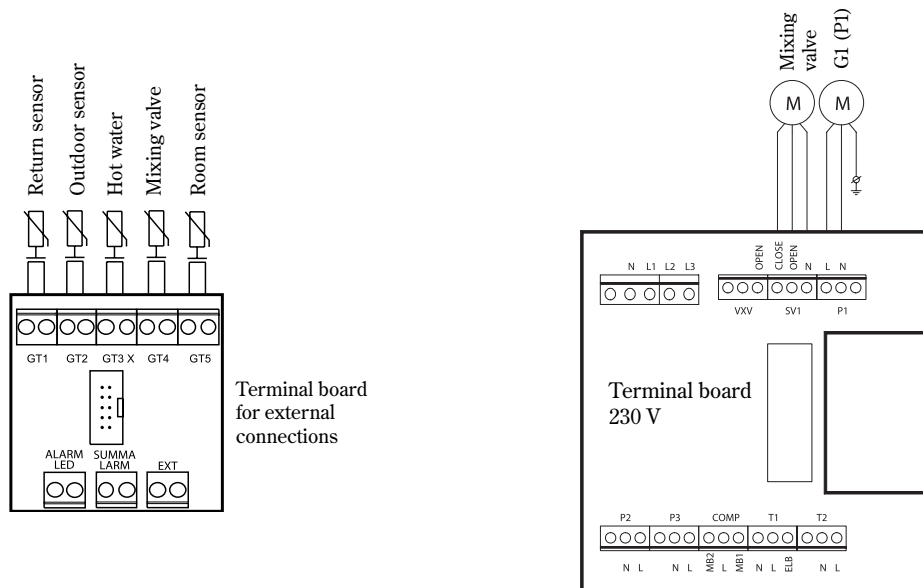 Return sensor
Outdoor sensor
Hot water
Mixing valve
Room sensor
GT1 GT2 GT3 X GT4 GT5
ALARM
LED
SUMMA
LARM
EXT
Terminal board
for external
connections
Mixing
valve
G1 (P1)
M M
N L1 L2 L3
OPEN CLOSE OPEN N L N
VXV SV1 P1
Terminal board
230 V
P2 P3 COMP T1 T2
N L N L MB2 L MB1 N L ELB N L